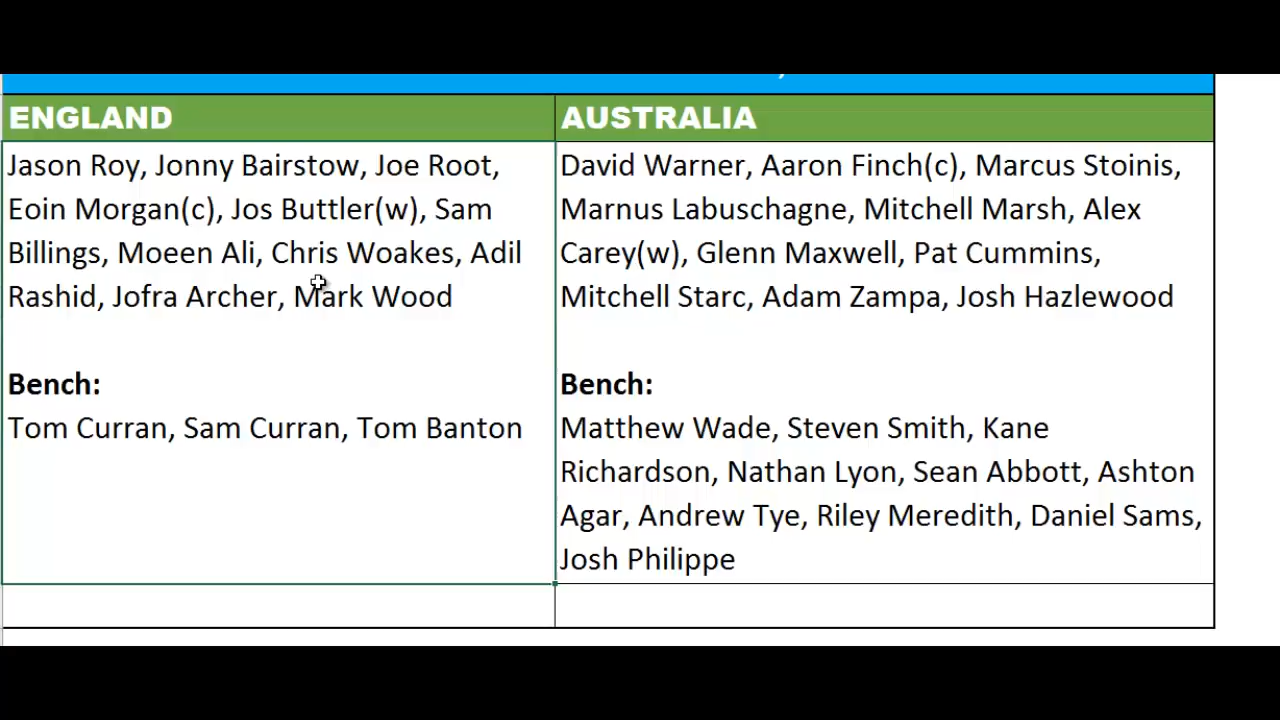 ENGLAND
Jason Roy, Jonny Bairstow, Joe Root,
Eoin Morgan(c), Jos Buttler(w), Sam
Billings, Moeen Ali, Chris Woakes, Adil
Rashid, Jofra Archer, Mark Wood
Bench:
Tom Curran, Sam Curran, Tom Banton
AUSTRALIA
David Warner, Aaron Finch(c), Marcus Stoinis,
Marnus Labuschagne, Mitchell Marsh, Alex
Carey(w), Glenn Maxwell, Pat Cummins,
Mitchell Starc, Adam Zampa, Josh Hazlewood
Bench:
Matthew Wade, Steven Smith, Kane
Richardson, Nathan Lyon, Sean Abbott, Ashton
Agar, Andrew Tye, Riley Meredith, Daniel Sams,
Josh Philippe